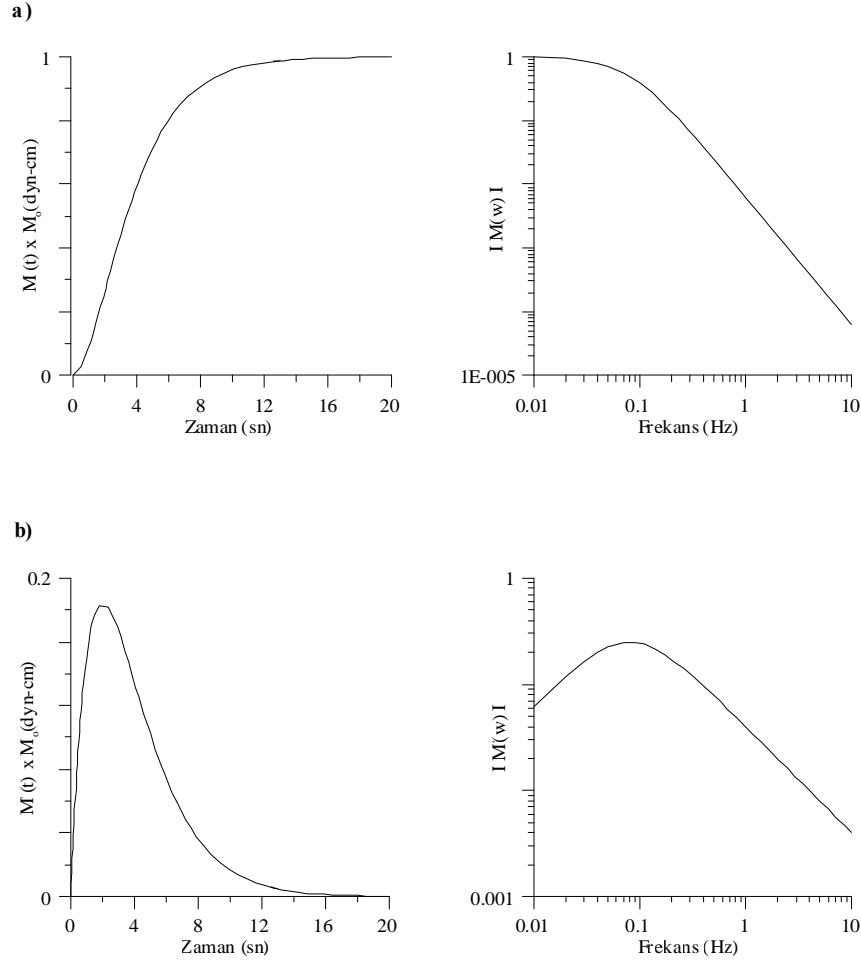 a)
1
0
M (t) x Mo(dyn-cm)
0 4 8 12 16 20
Zaman (sn)
1
1E-005
I M(w) I
0.01 0.1 1 10
Frekans (Hz)
b)
0.2
0
M(t) x Mo(dyn-cm)
0 4 8 12 16 20
Zaman (sn)
1
0.001
I M(w) I
0.01 0.1 1 10
Frekans (Hz)